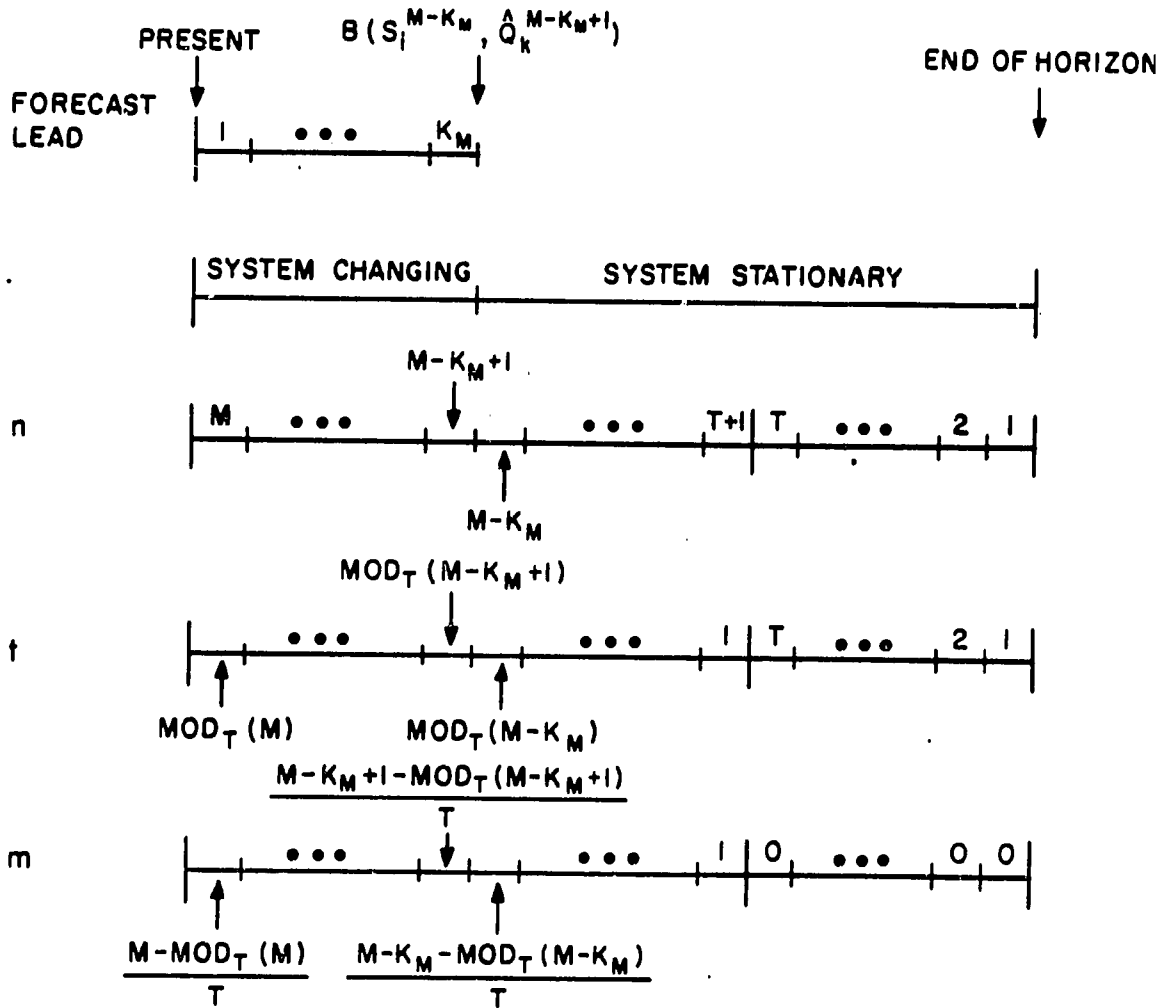 B(S_i^{M-K_M}, Q̂_k^{M-K_M+1})
PRESENT
END OF HORIZON
FORECAST
LEAD
1 ••• K_M
SYSTEM CHANGING SYSTEM STATIONARY
M-K_M+1
n M ••• ••• T+1 T ••• 2 1
M-K_M
MOD_T(M-K_M+1)
t ••• ••• 1 T ••• 2 1
MOD_T(M) MOD_T(M-K_M)
M-K_M+1-MOD_T(M-K_M+1)
T
m ••• ••• 1 0 ••• 0 0
M-MOD_T(M) M-K_M-MOD_T(M-K_M)
T T